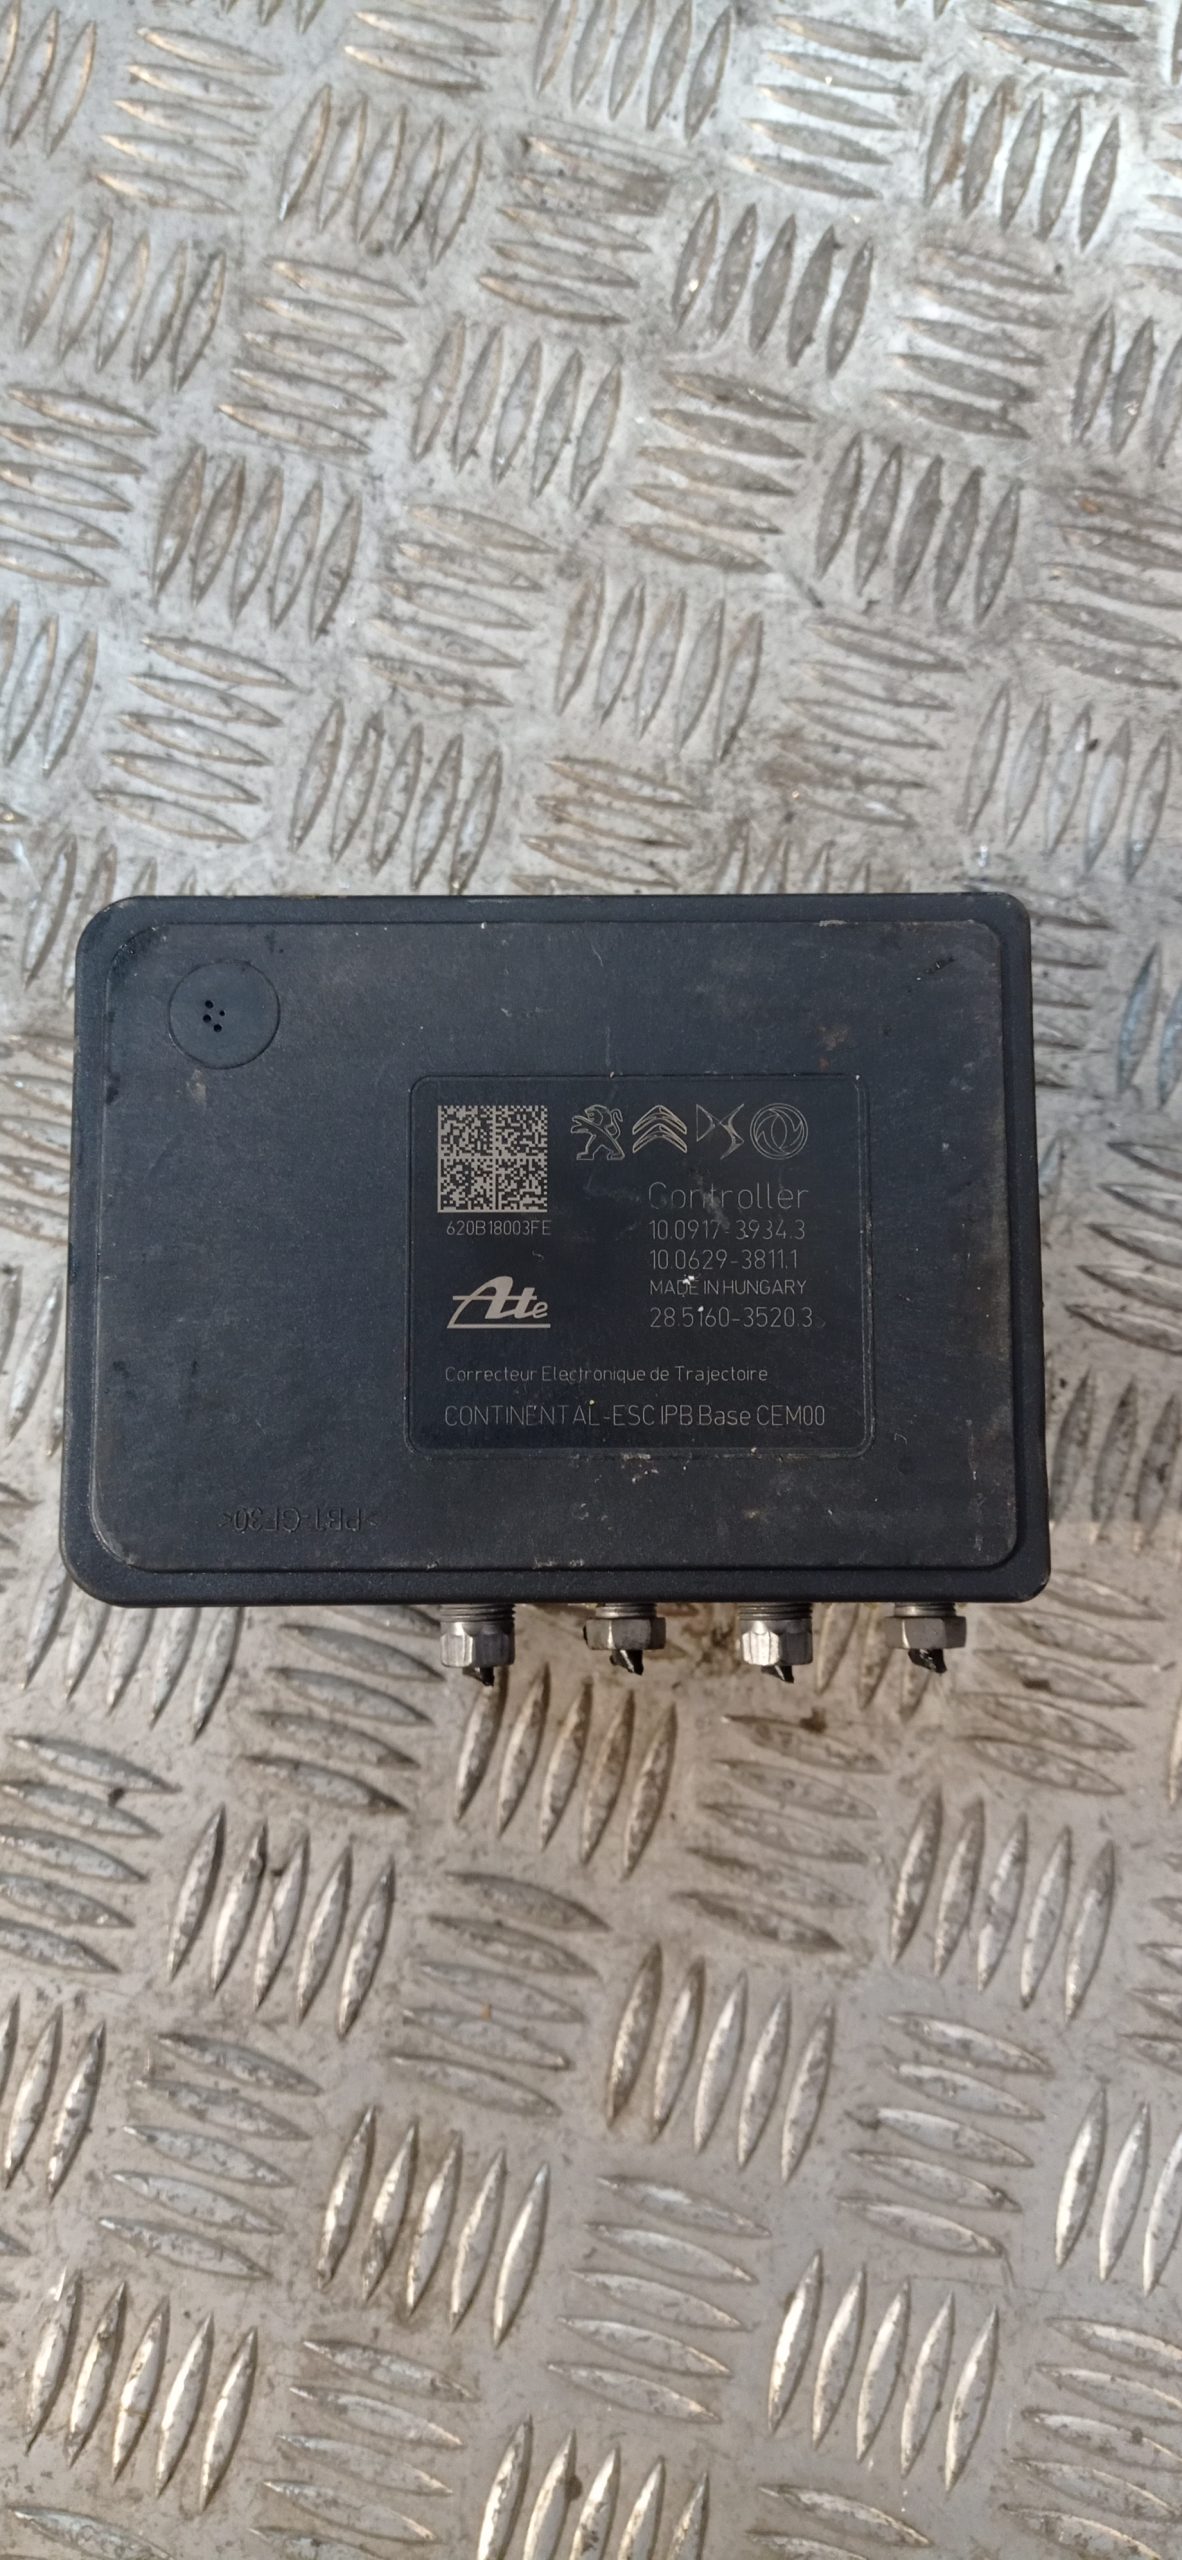 Controller
10.0917-3934.3
620B18003FE
10.0629-3811.1
MADE IN HUNGARY
Ate
28.5160-3520.3
Correcteur Electronique de Trajectoire
CONTINENTAL-ESC IPB Base CEM00
>PBT-GF30<